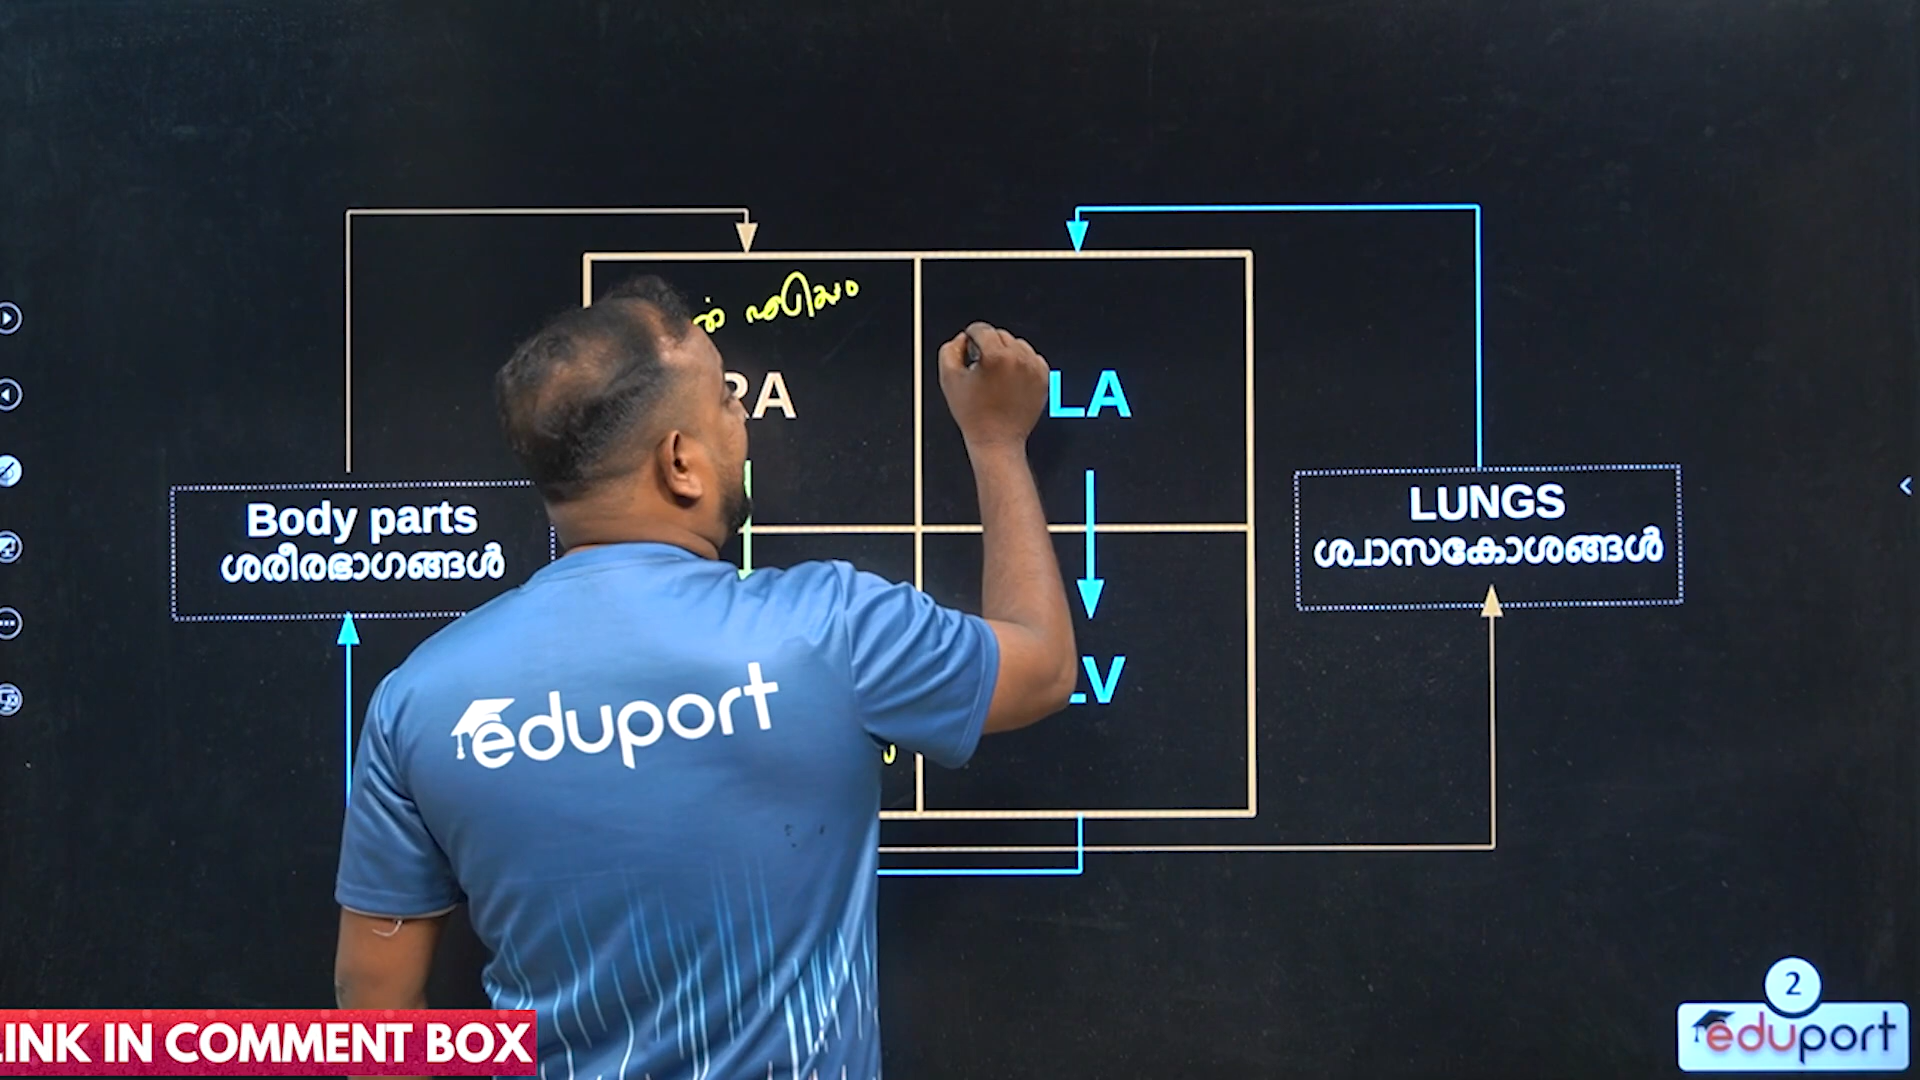 RA
LA
Body parts
ശരീരഭാഗങ്ങൾ
LUNGS
ശ്വാസകോശങ്ങൾ
LV
eduport
LINK IN COMMENT BOX
2
eduport